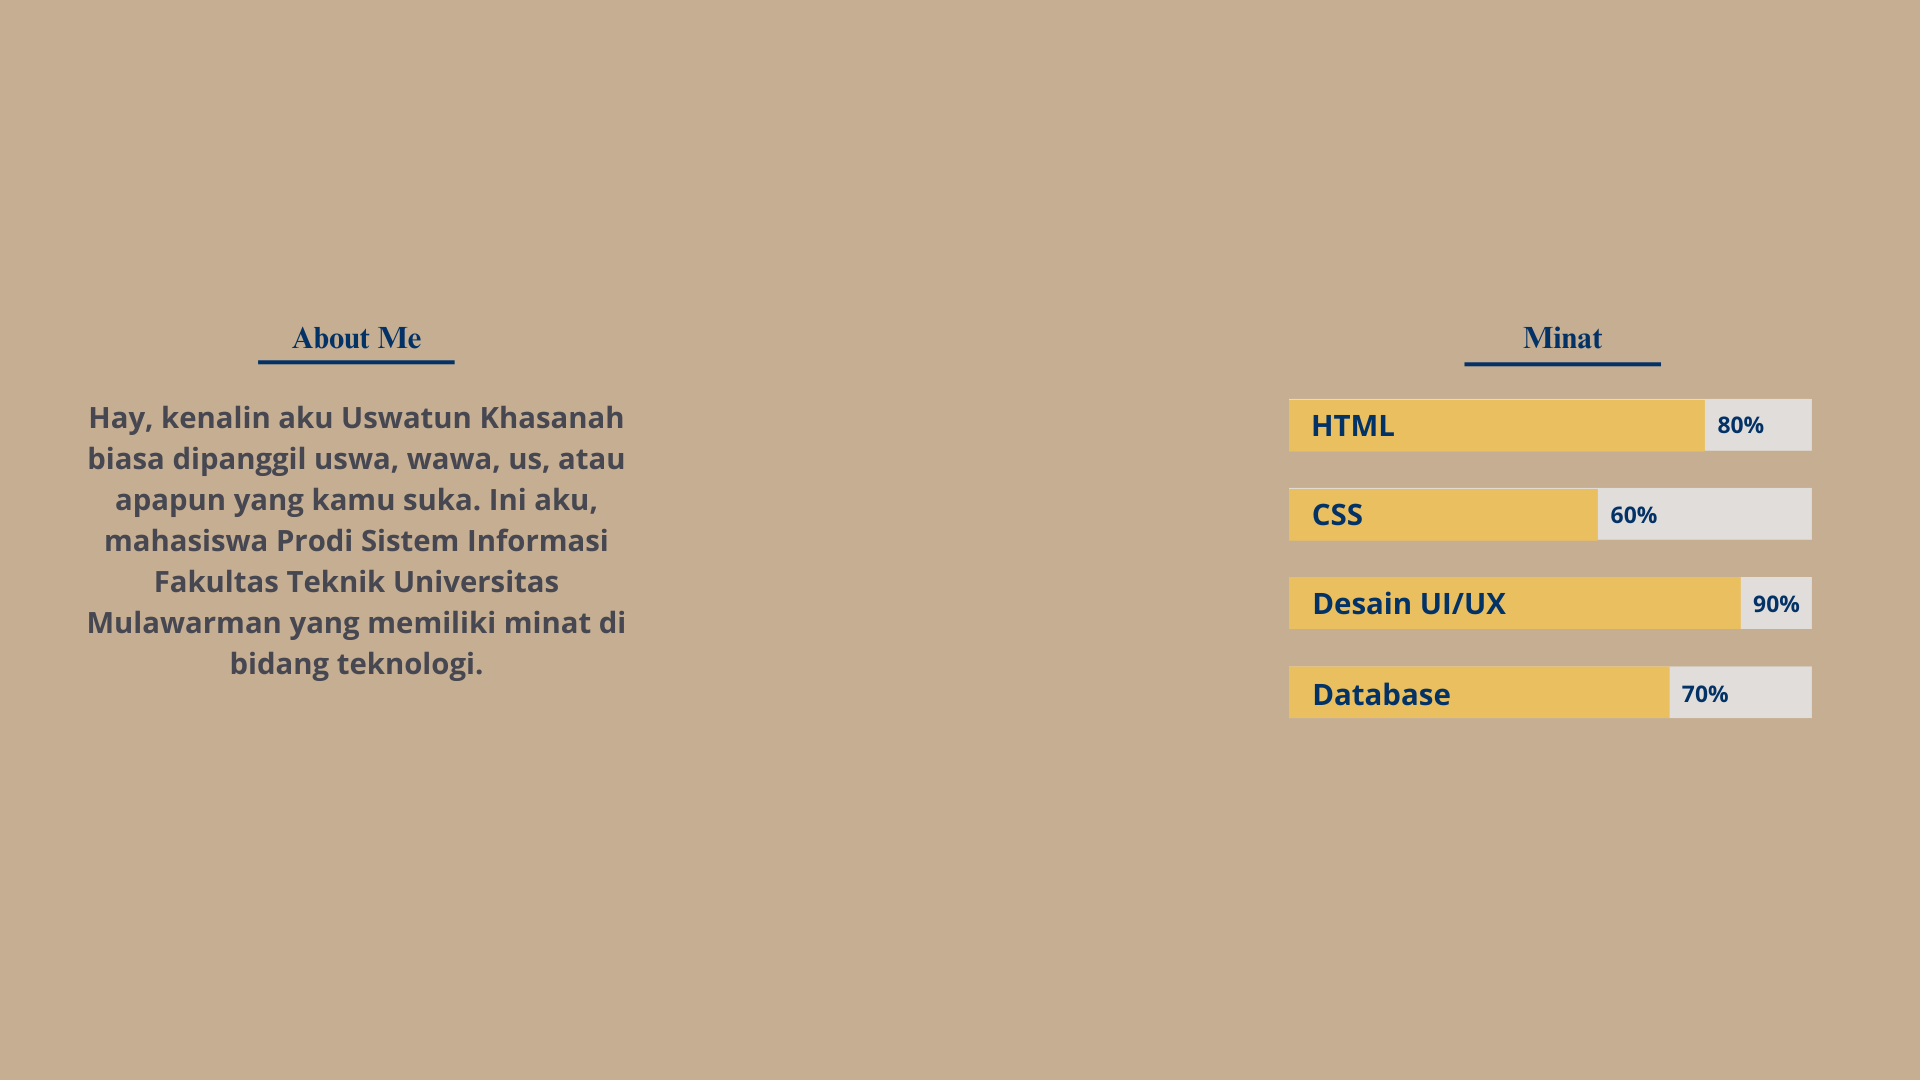 About Me
Hay, kenalin aku Uswatun Khasanah
biasa dipanggil uswa, wawa, us, atau
apapun yang kamu suka. Ini aku,
mahasiswa Prodi Sistem Informasi
Fakultas Teknik Universitas
Mulawarman yang memiliki minat di
bidang teknologi.
Minat
HTML 80%
CSS 60%
Desain UI/UX 90%
Database 70%